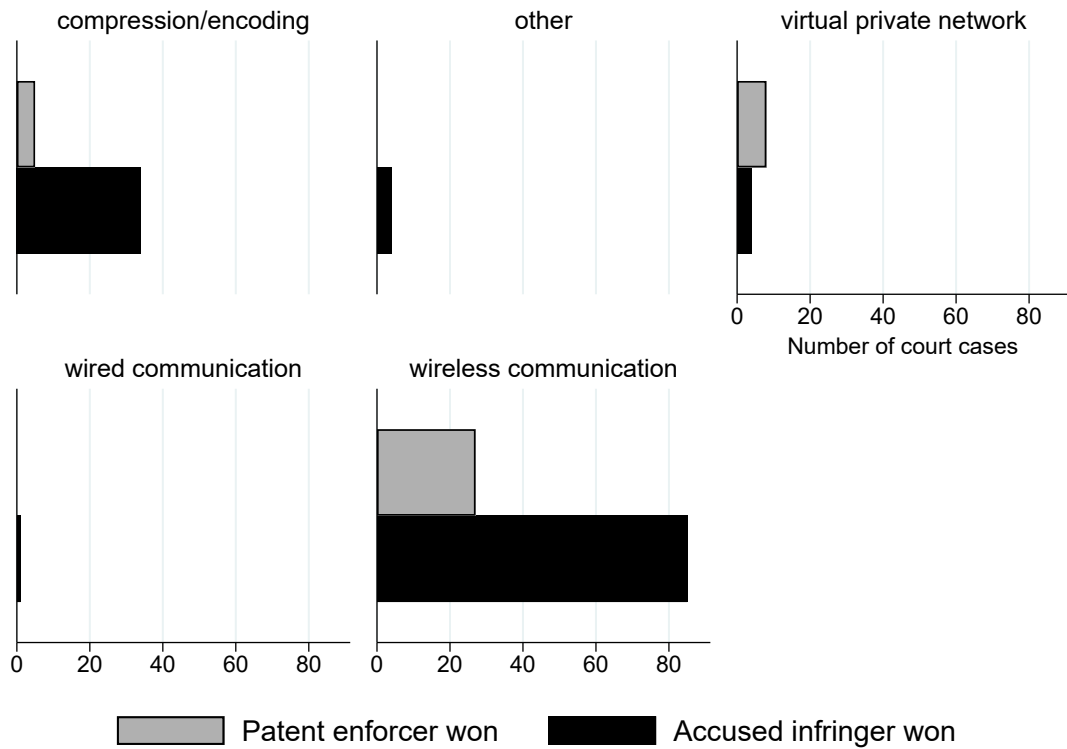 compression/encoding
other
virtual private network
0 20 40 60 80
Number of court cases
wired communication
wireless communication
0 20 40 60 80
0 20 40 60 80
Patent enforcer won
Accused infringer won